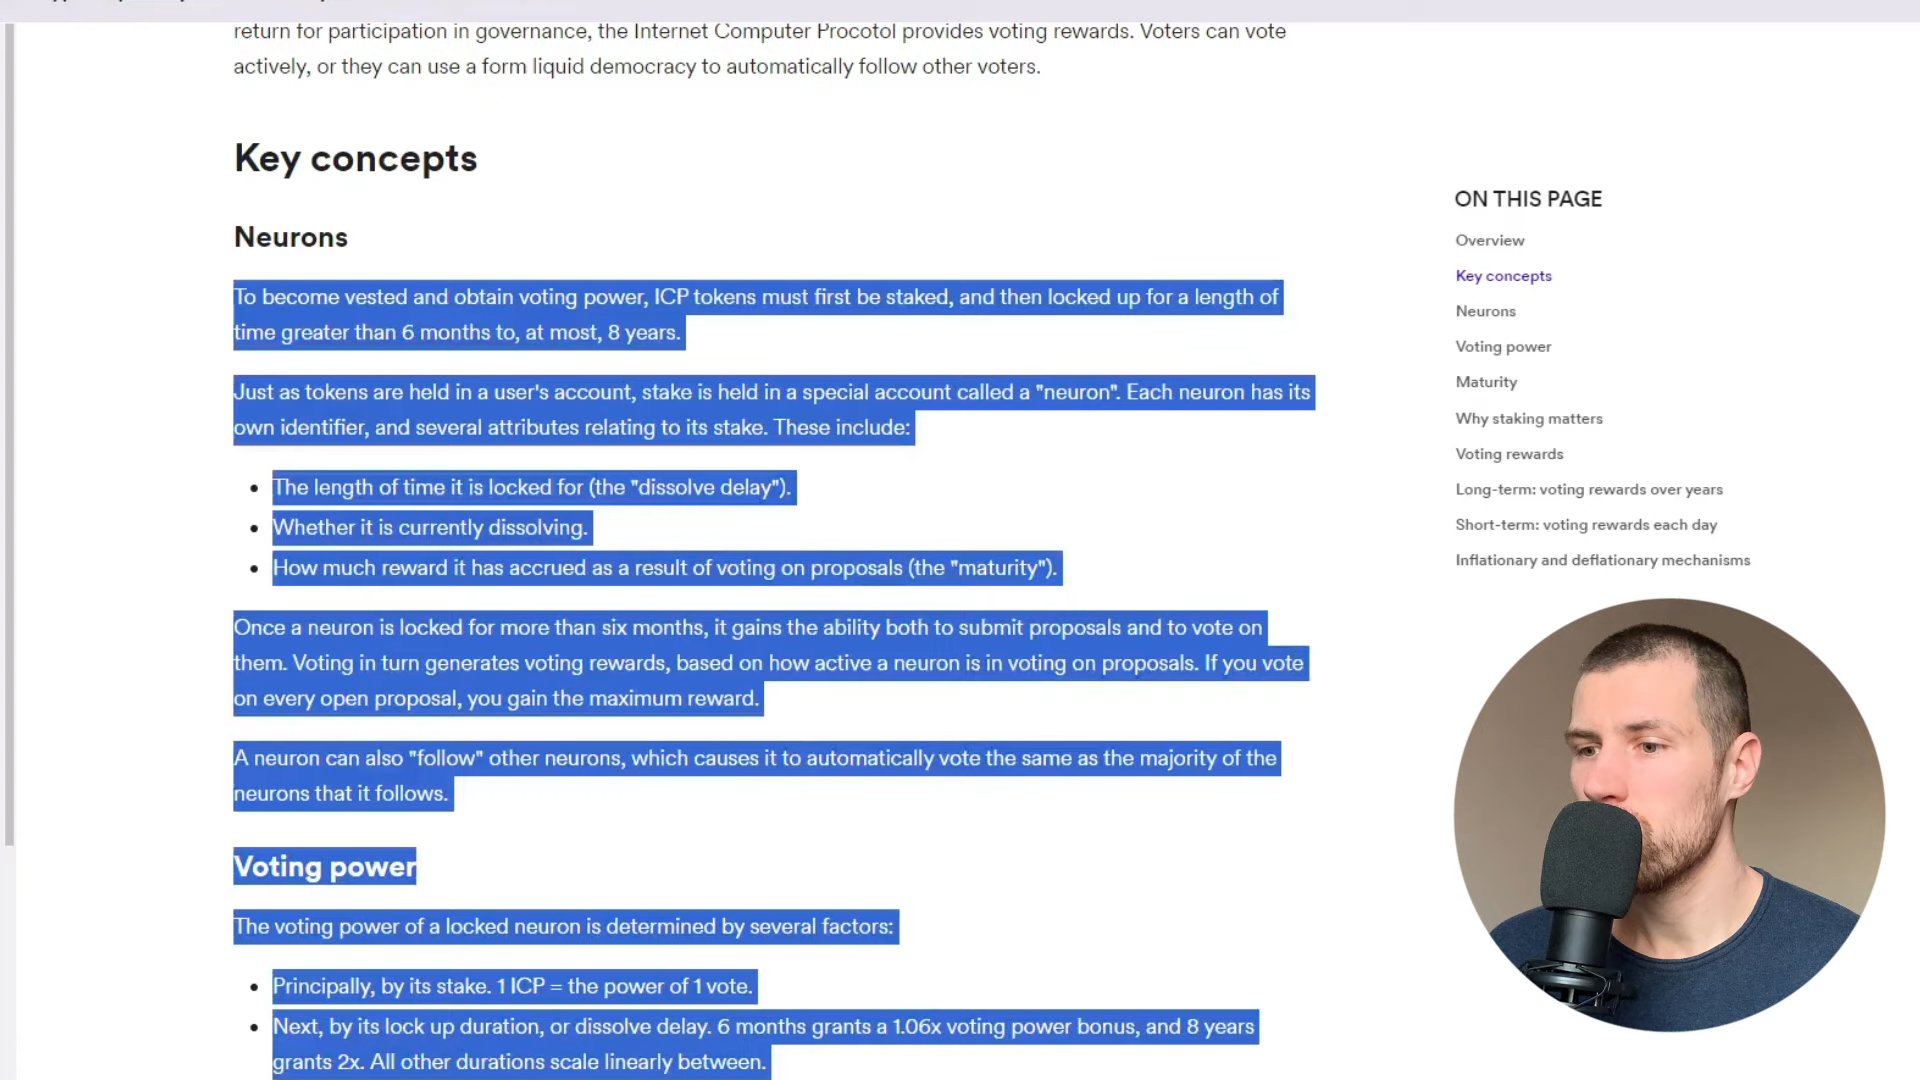 return for participation in governance, the Internet Computer Procotol provides voting rewards. Voters can vote
actively, or they can use a form liquid democracy to automatically follow other voters.
Key concepts
Neurons
To become vested and obtain voting power, ICP tokens must first be staked, and then locked up for a length of
time greater than 6 months to, at most, 8 years.
Just as tokens are held in a user's account, stake is held in a special account called a "neuron". Each neuron has its
own identifier, and several attributes relating to its stake. These include:
• The length of time it is locked for (the "dissolve delay").
• Whether it is currently dissolving.
• How much reward it has accrued as a result of voting on proposals (the "maturity").
Once a neuron is locked for more than six months, it gains the ability both to submit proposals and to vote on
them. Voting in turn generates voting rewards, based on how active a neuron is in voting on proposals. If you vote
on every open proposal, you gain the maximum reward.
A neuron can also "follow" other neurons, which causes it to automatically vote the same as the majority of the
neurons that it follows.
Voting power
The voting power of a locked neuron is determined by several factors:
• Principally, by its stake. 1 ICP = the power of 1 vote.
• Next, by its lock up duration, or dissolve delay. 6 months grants a 1.06x voting power bonus, and 8 years
grants 2x. All other durations scale linearly between.
ON THIS PAGE
Overview
Key concepts
Neurons
Voting power
Maturity
Why staking matters
Voting rewards
Long-term: voting rewards over years
Short-term: voting rewards each day
Inflationary and deflationary mechanisms